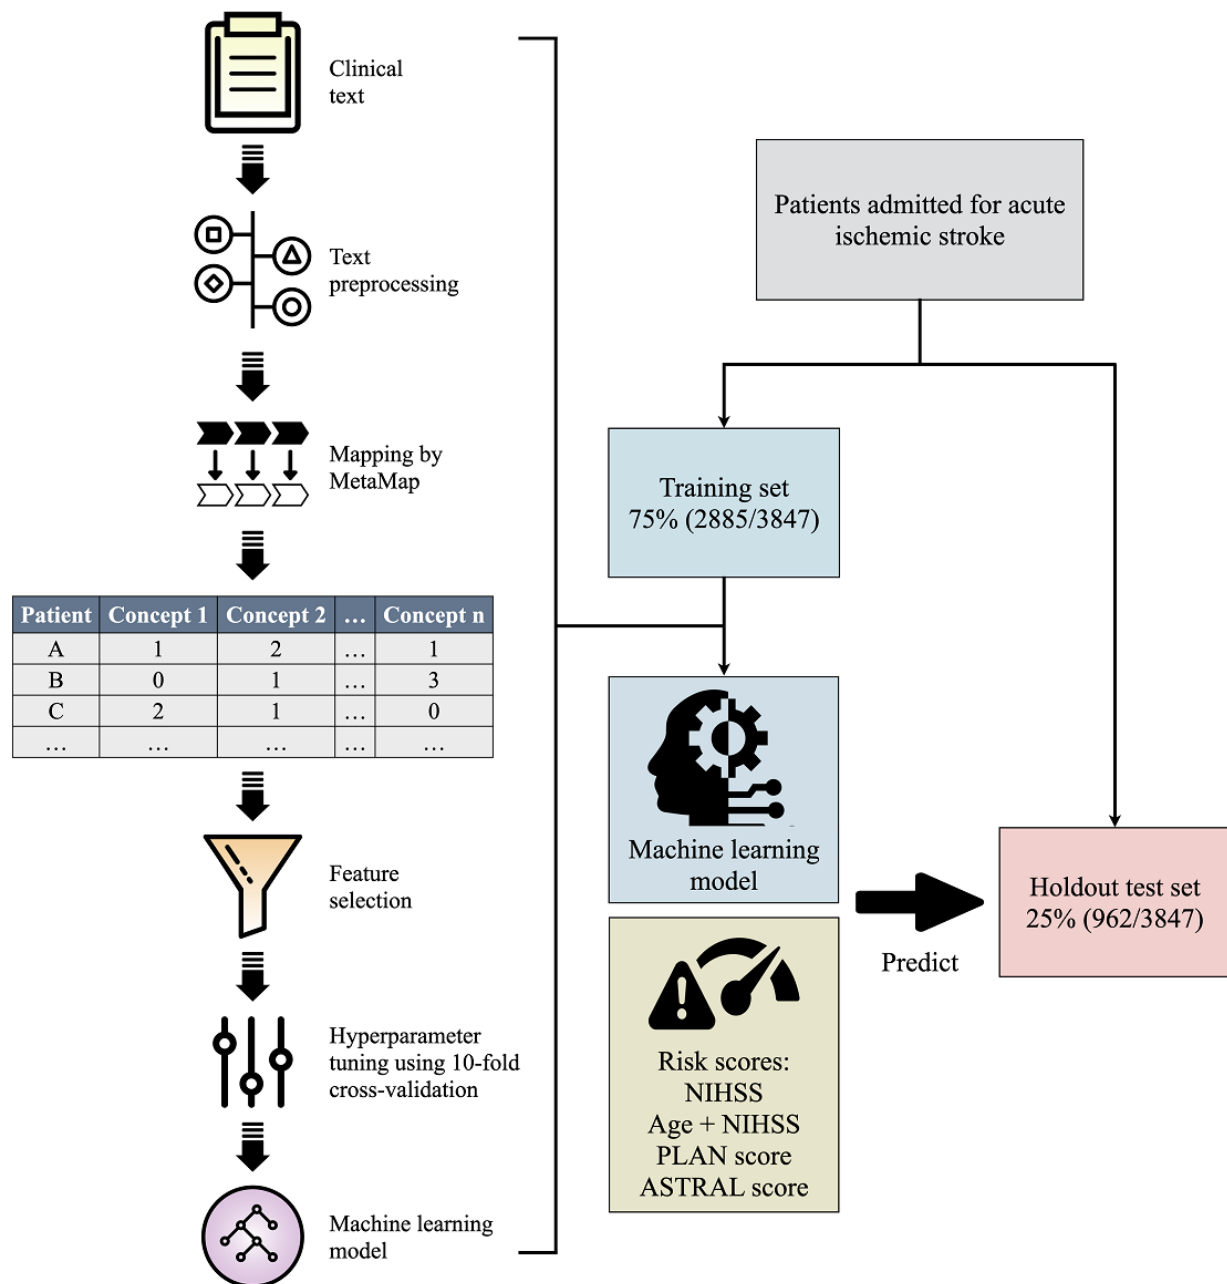 Clinical
text
Text
preprocessing
Mapping by
MetaMap
Patient Concept 1 Concept 2 … Concept n
A 1 2 … 1
B 0 1 … 3
C 2 1 … 0
… … … … …
Feature
selection
Hyperparameter
tuning using 10-fold
cross-validation
Machine learning
model
Patients admitted for acute
ischemic stroke
Training set
75% (2885/3847)
Machine learning
model
Risk scores:
NIHSS
Age + NIHSS
PLAN score
ASTRAL score
Predict
Holdout test set
25% (962/3847)